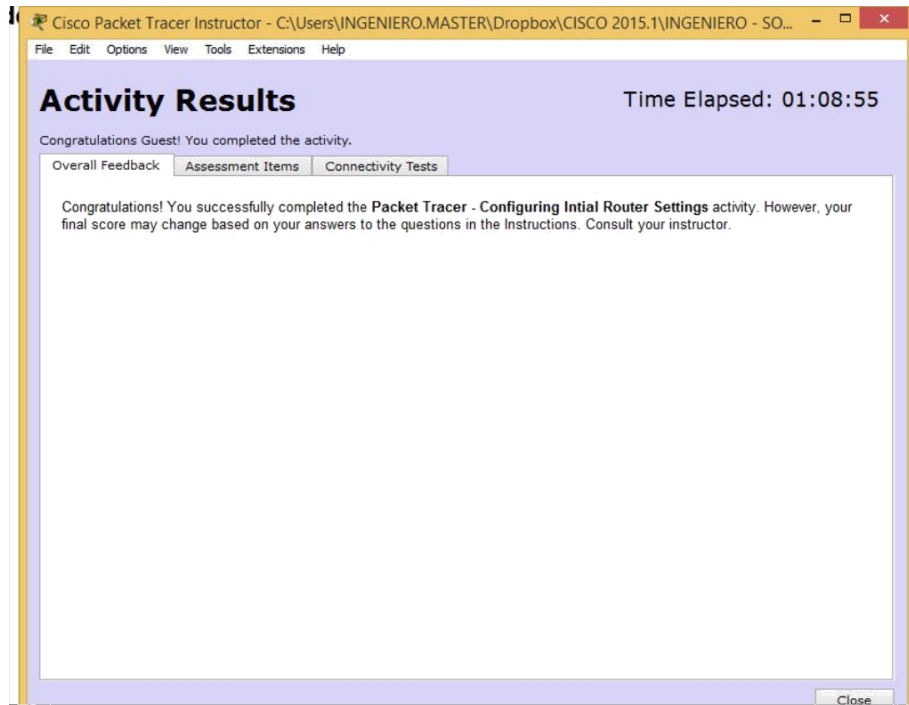 Cisco Packet Tracer Instructor - C:\Users\INGENIERO.MASTER\Dropbox\CISCO 2015.1\INGENIERO - SO...
File Edit Options View Tools Extensions Help
Activity Results
Time Elapsed: 01:08:55
Congratulations Guest! You completed the activity.
Overall Feedback Assessment Items Connectivity Tests
Congratulations! You successfully completed the Packet Tracer - Configuring Intial Router Settings activity. However, your
final score may change based on your answers to the questions in the Instructions. Consult your instructor.
Close